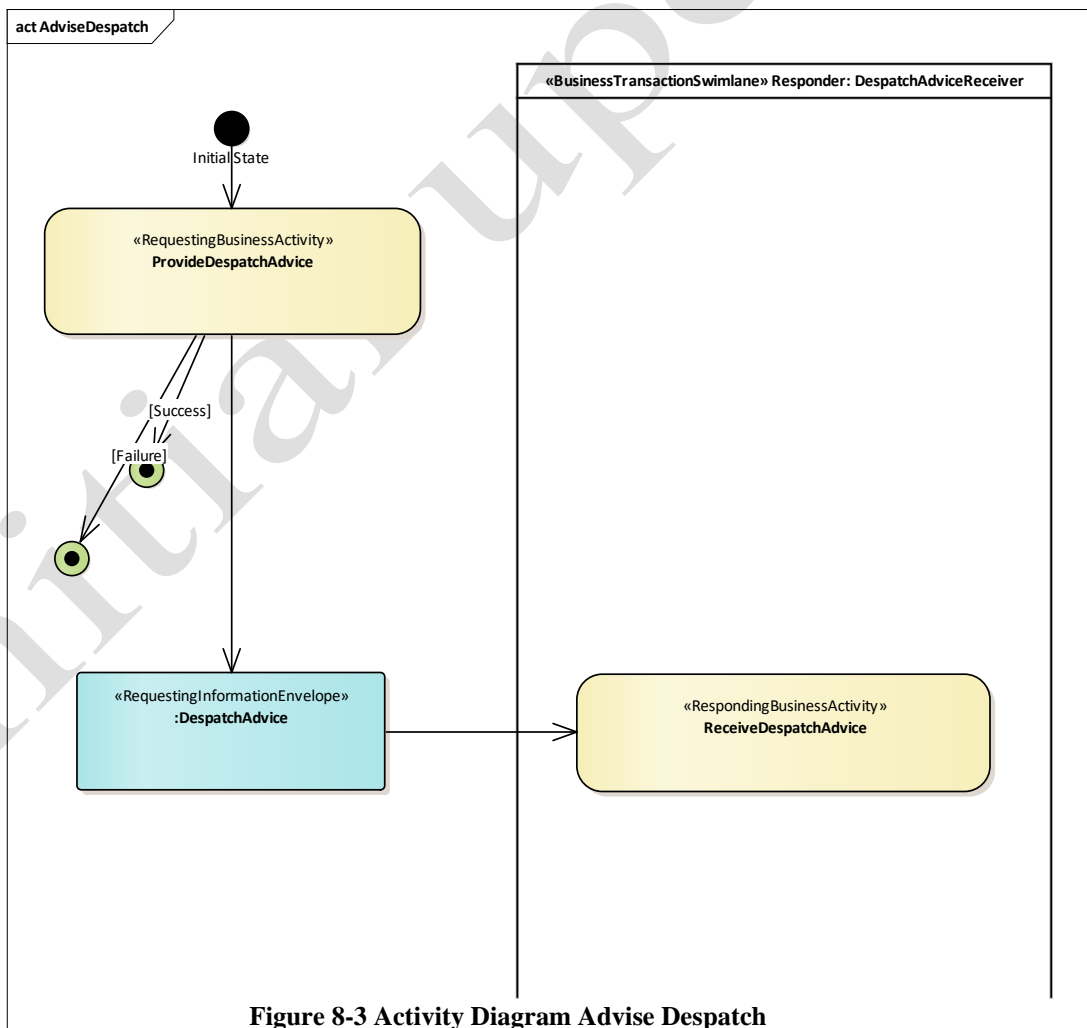 act AdviseDespatch
«BusinessTransactionSwimlane» Responder: DespatchAdviceReceiver
Initial State
«RequestingBusinessActivity»
ProvideDespatchAdvice
[Success]
[Failure]
«RequestingInformationEnvelope»
:DespatchAdvice
«RespondingBusinessActivity»
ReceiveDespatchAdvice
Figure 8-3 Activity Diagram Advise Despatch